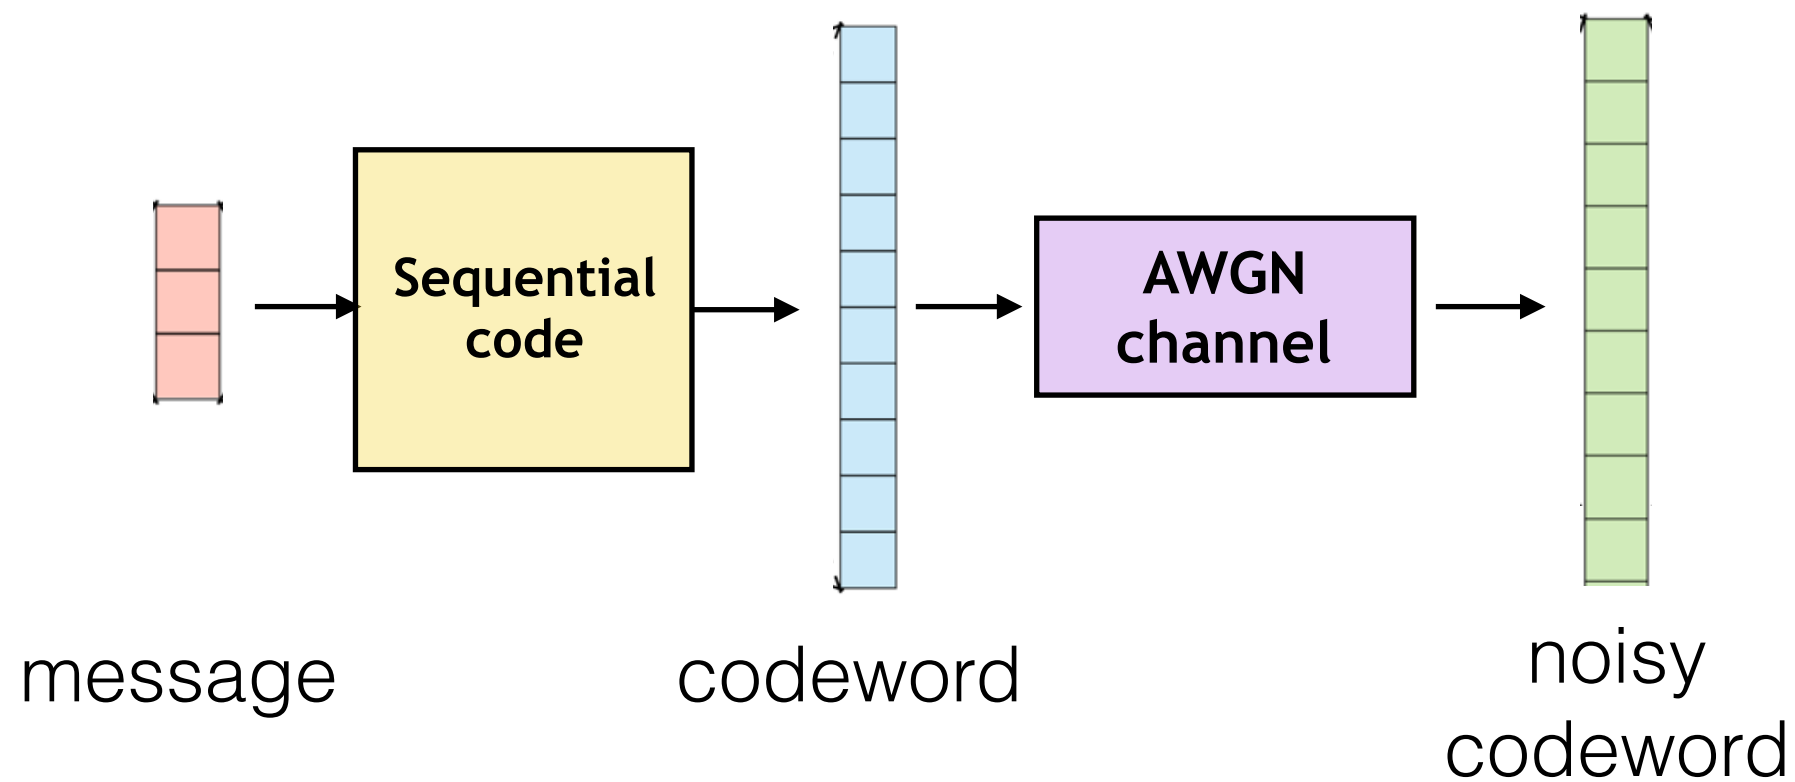 Sequential
code
AWGN
channel
message
codeword
noisy
codeword